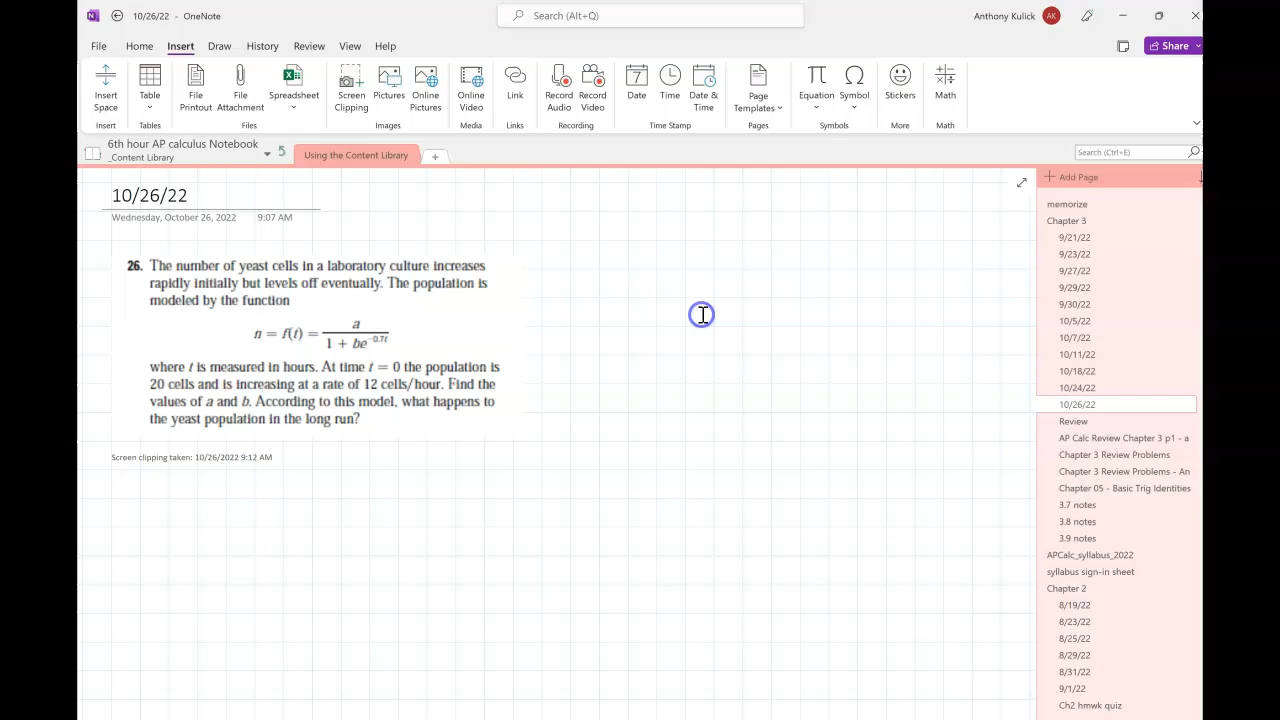 10/26/22 - OneNote
Search (Alt+Q)
Anthony Kulick
AK
File Home Insert Draw History Review View Help
Share
Insert Space
Table
File Printout
File Attachment
Spreadsheet
Screen Clipping
Pictures
Online Pictures
Online Video
Link
Record Audio
Record Video
7
Date
Time
Date & Time
Page Templates
Equation
Symbol
Stickers
Math
Insert Tables Files Images Media Links Recording Time Stamp Pages Symbols More Math
6th hour AP calculus Notebook
_Content Library
Using the Content Library
Search (Ctrl+E)
10/26/22
Wednesday, October 26, 2022 9:07 AM
26. The number of yeast cells in a laboratory culture increases
rapidly initially but levels off eventually. The population is
modeled by the function
n = f(t) = a / (1 + be^{-0.7t})
where t is measured in hours. At time t = 0 the population is
20 cells and is increasing at a rate of 12 cells/hour. Find the
values of a and b. According to this model, what happens to
the yeast population in the long run?
Screen clipping taken: 10/26/2022 9:12 AM
Add Page
memorize
Chapter 3
9/21/22
9/23/22
9/27/22
9/29/22
9/30/22
10/5/22
10/7/22
10/11/22
10/18/22
10/24/22
10/26/22
Review
AP Calc Review Chapter 3 p1 - a
Chapter 3 Review Problems
Chapter 3 Review Problems - An
Chapter 05 - Basic Trig Identities
3.7 notes
3.8 notes
3.9 notes
APCalc_syllabus_2022
syllabus sign-in sheet
Chapter 2
8/19/22
8/23/22
8/25/22
8/29/22
8/31/22
9/1/22
Ch2 hmwk quiz